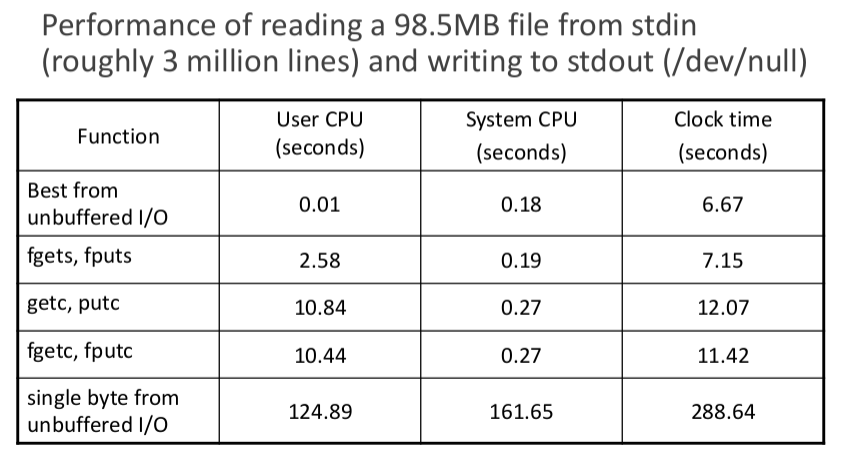 Performance of reading a 98.5MB file from stdin
(roughly 3 million lines) and writing to stdout (/dev/null)
Function
User CPU
(seconds)
System CPU
(seconds)
Clock time
(seconds)
Best from
unbuffered I/O
0.01
0.18
6.67
fgets, fputs
2.58
0.19
7.15
getc, putc
10.84
0.27
12.07
fgetc, fputc
10.44
0.27
11.42
single byte from
unbuffered I/O
124.89
161.65
288.64